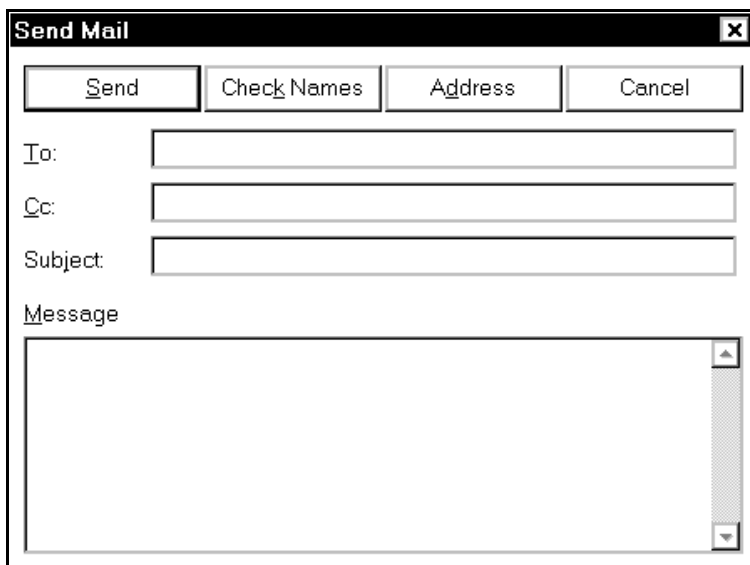 Send Mail
Send Check Names Address Cancel
To:
Cc:
Subject:
Message